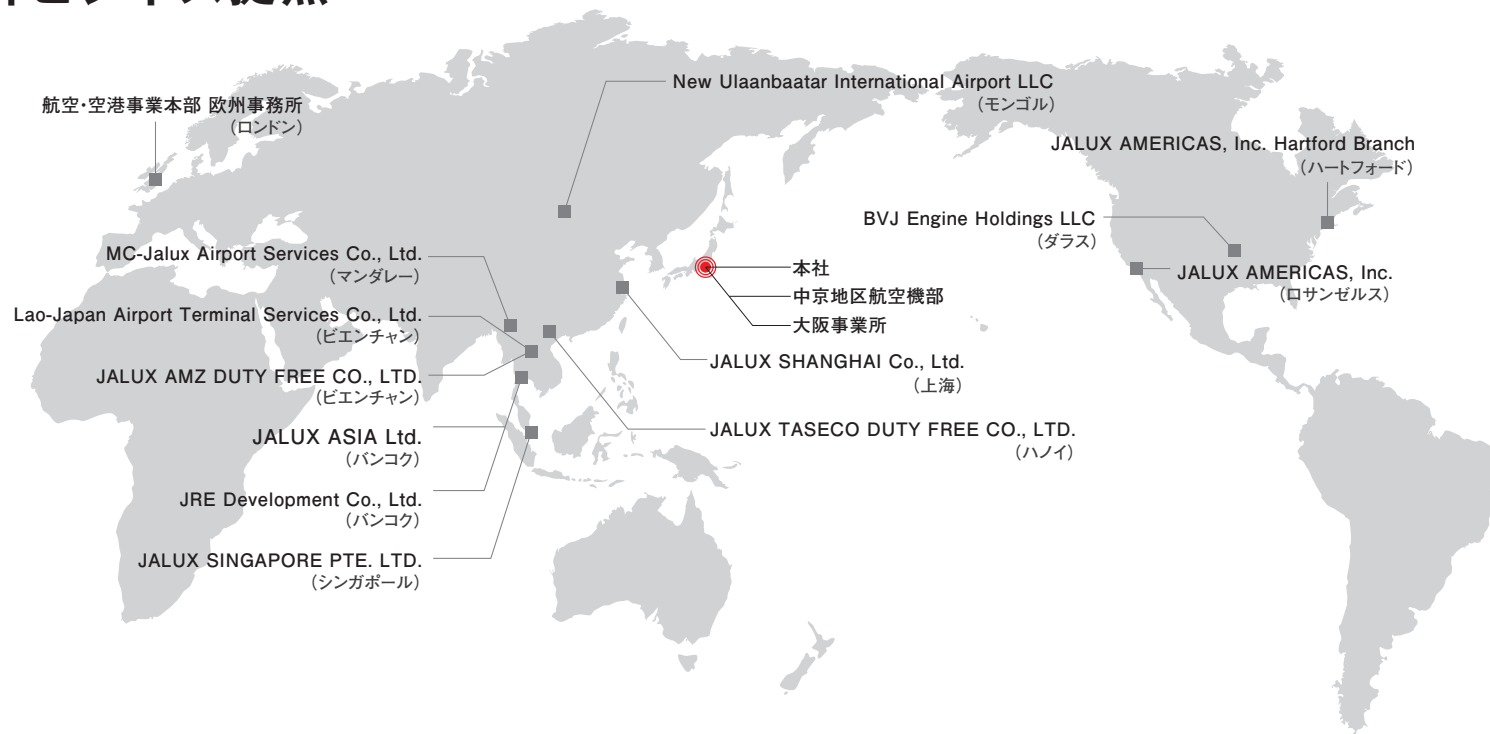 ビジネス拠点
航空・空港事業本部 欧州事務所
（ロンドン）
New Ulaanbaatar International Airport LLC
（モンゴル）
JALUX AMERICAS, Inc. Hartford Branch
（ハートフォード）
BVJ Engine Holdings LLC
（ダラス）
JALUX AMERICAS, Inc.
（ロサンゼルス）
MC-Jalux Airport Services Co., Ltd.
（マンダレー）
Lao-Japan Airport Terminal Services Co., Ltd.
（ビエンチャン）
JALUX AMZ DUTY FREE CO., LTD.
（ビエンチャン）
JALUX ASIA Ltd.
（バンコク）
JRE Development Co., Ltd.
（バンコク）
JALUX SINGAPORE PTE. LTD.
（シンガポール）
本社
中京地区航空機部
大阪事業所
JALUX SHANGHAI Co., Ltd.
（上海）
JALUX TASECO DUTY FREE CO., LTD.
（ハノイ）